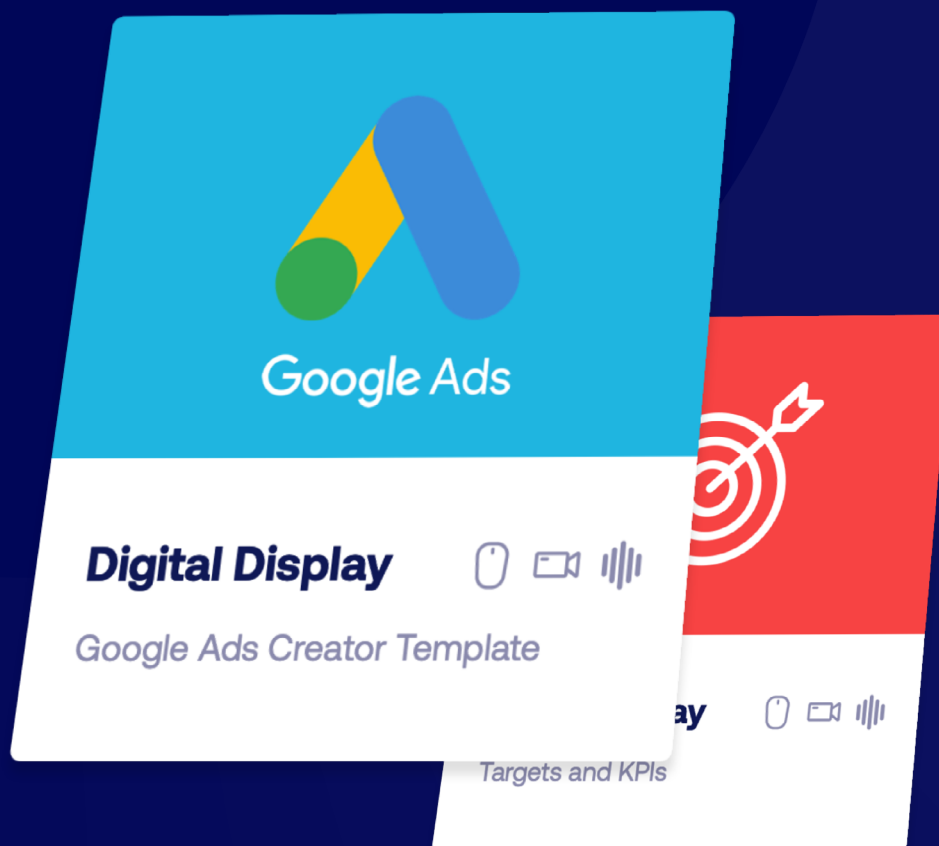 Google Ads
Digital Display
Google Ads Creator Template
ay
Targets and KPIs